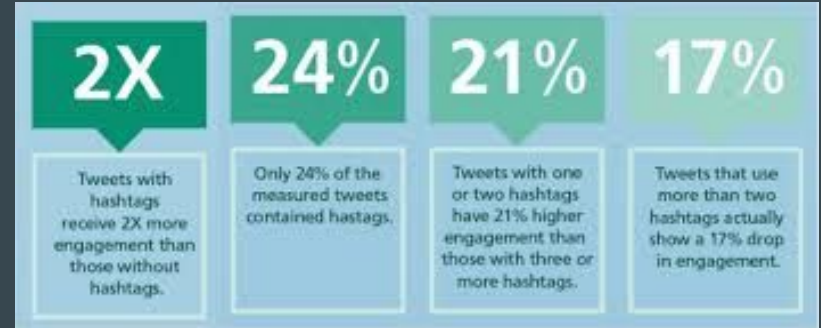 2X
Tweets with
hashtags
receive 2X more
engagement than
those without
hashtags.
24%
Only 24% of the
measured tweets
contained hastags.
21%
Tweets with one
or two hashtags
have 21% higher
engagement than
those with three or
more hashtags.
17%
Tweets that use
more than two
hashtags actually
show a 17% drop
in engagement.